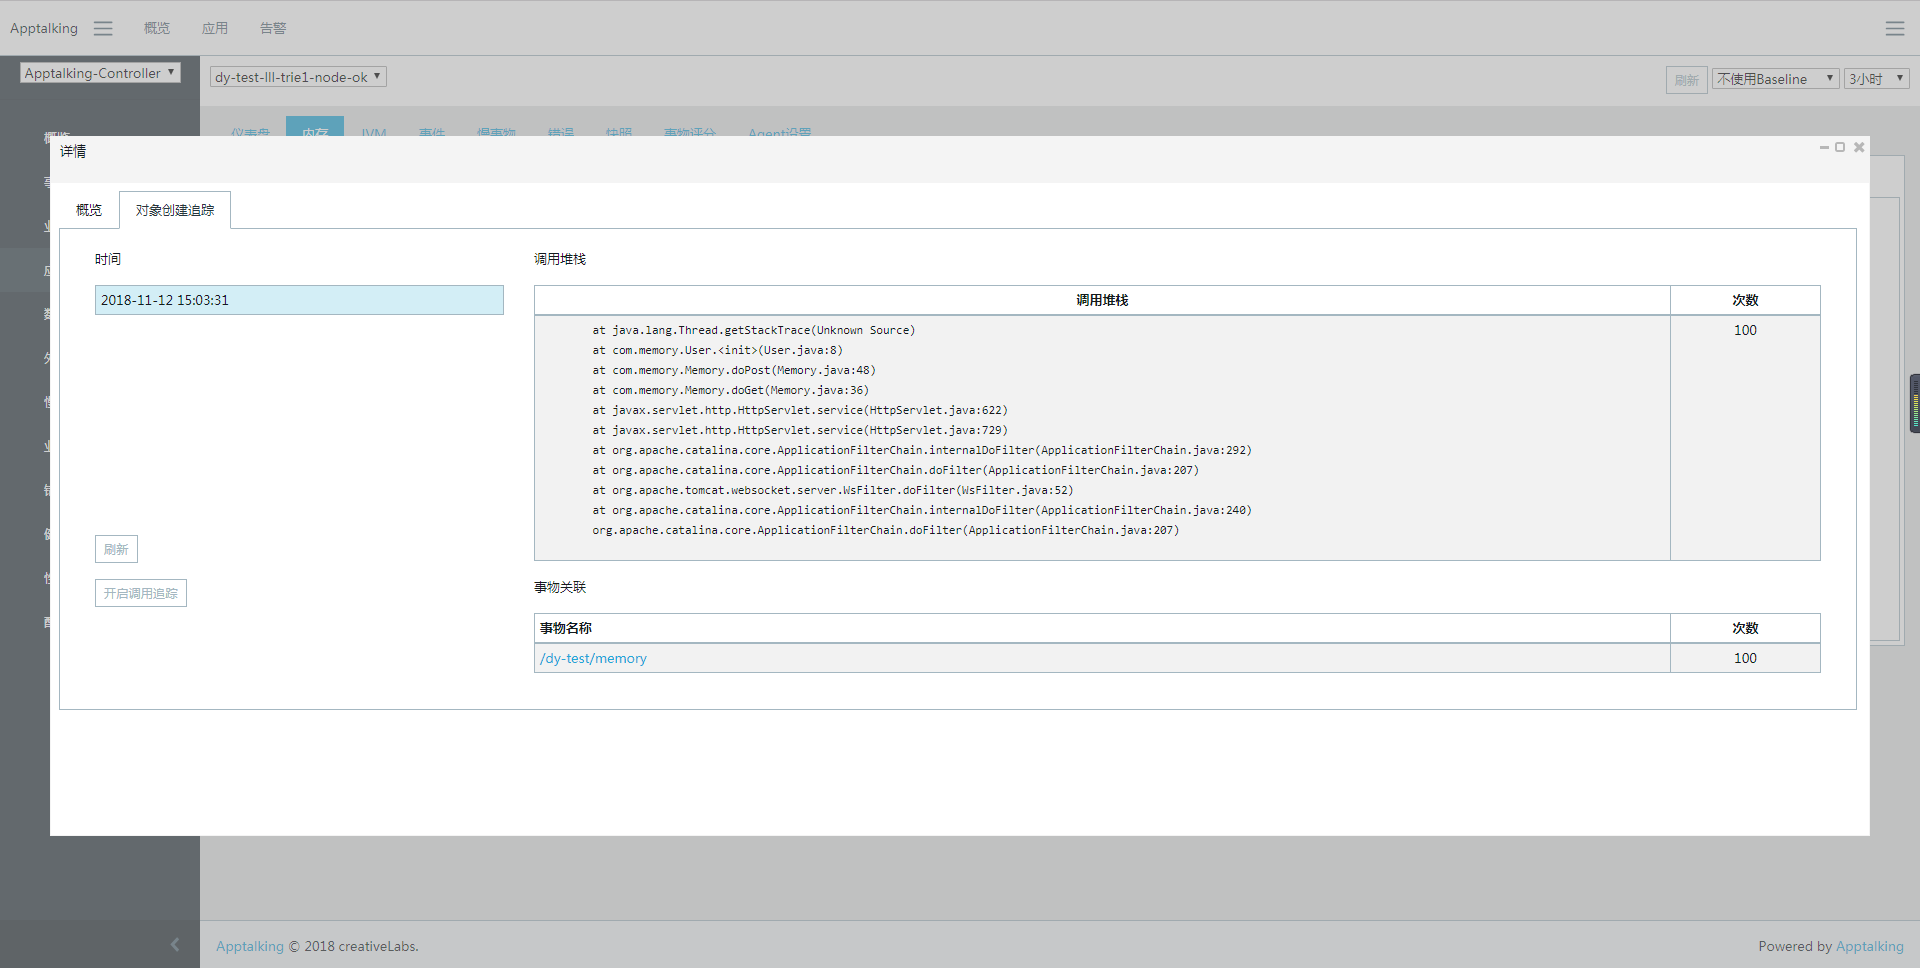 Apptalking
概览
应用
告警
Apptalking-Controller
dy-test-lll-trie1-node-ok
刷新
不使用Baseline
3小时
概览
仪表盘
内存
JVM
事件
慢事物
错误
快照
事物评分
Agent设置
详情
概览
对象创建追踪
时间
2018-11-12 15:03:31
刷新
开启调用追踪
调用堆栈
调用堆栈
次数
at java.lang.Thread.getStackTrace(Unknown Source)
at com.memory.User.<init>(User.java:8)
at com.memory.Memory.doPost(Memory.java:48)
at com.memory.Memory.doGet(Memory.java:36)
at javax.servlet.http.HttpServlet.service(HttpServlet.java:622)
at javax.servlet.http.HttpServlet.service(HttpServlet.java:729)
at org.apache.catalina.core.ApplicationFilterChain.internalDoFilter(ApplicationFilterChain.java:292)
at org.apache.catalina.core.ApplicationFilterChain.doFilter(ApplicationFilterChain.java:207)
at org.apache.tomcat.websocket.server.WsFilter.doFilter(WsFilter.java:52)
at org.apache.catalina.core.ApplicationFilterChain.internalDoFilter(ApplicationFilterChain.java:240)
org.apache.catalina.core.ApplicationFilterChain.doFilter(ApplicationFilterChain.java:207)
100
事物关联
事物名称
次数
/dy-test/memory
100
Apptalking © 2018 creativeLabs.
Powered by Apptalking